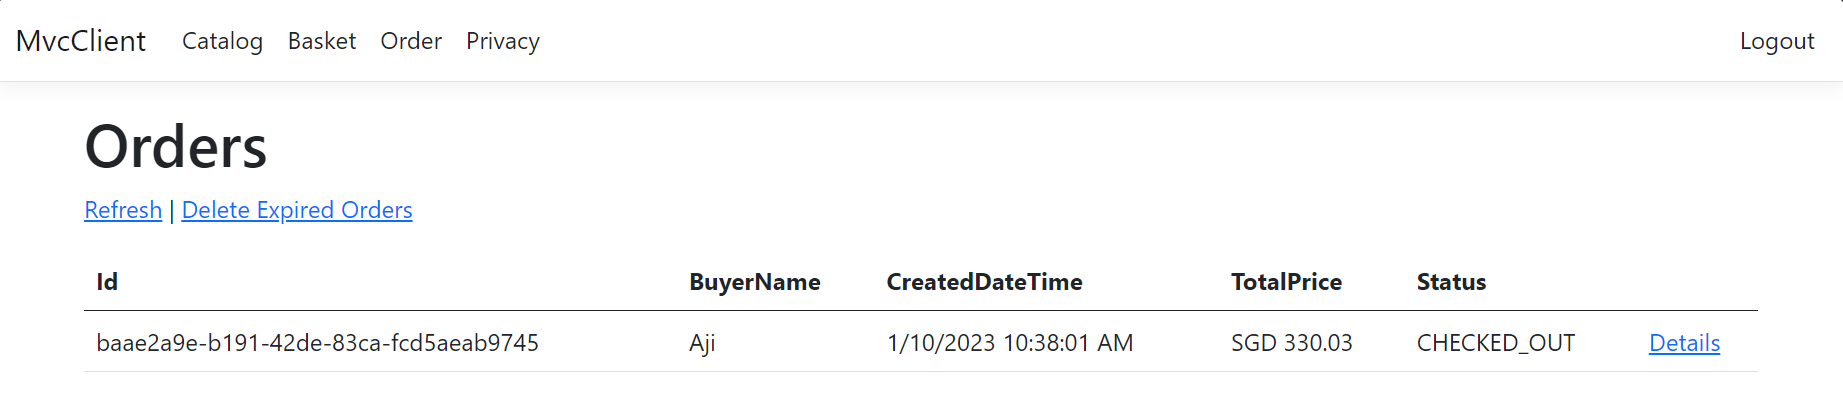 MvcClient Catalog Basket Order Privacy Logout
Orders
Refresh | Delete Expired Orders
Id BuyerName CreatedDateTime TotalPrice Status
baae2a9e-b191-42de-83ca-fcd5aeab9745 Aji 1/10/2023 10:38:01 AM SGD 330.03 CHECKED_OUT Details